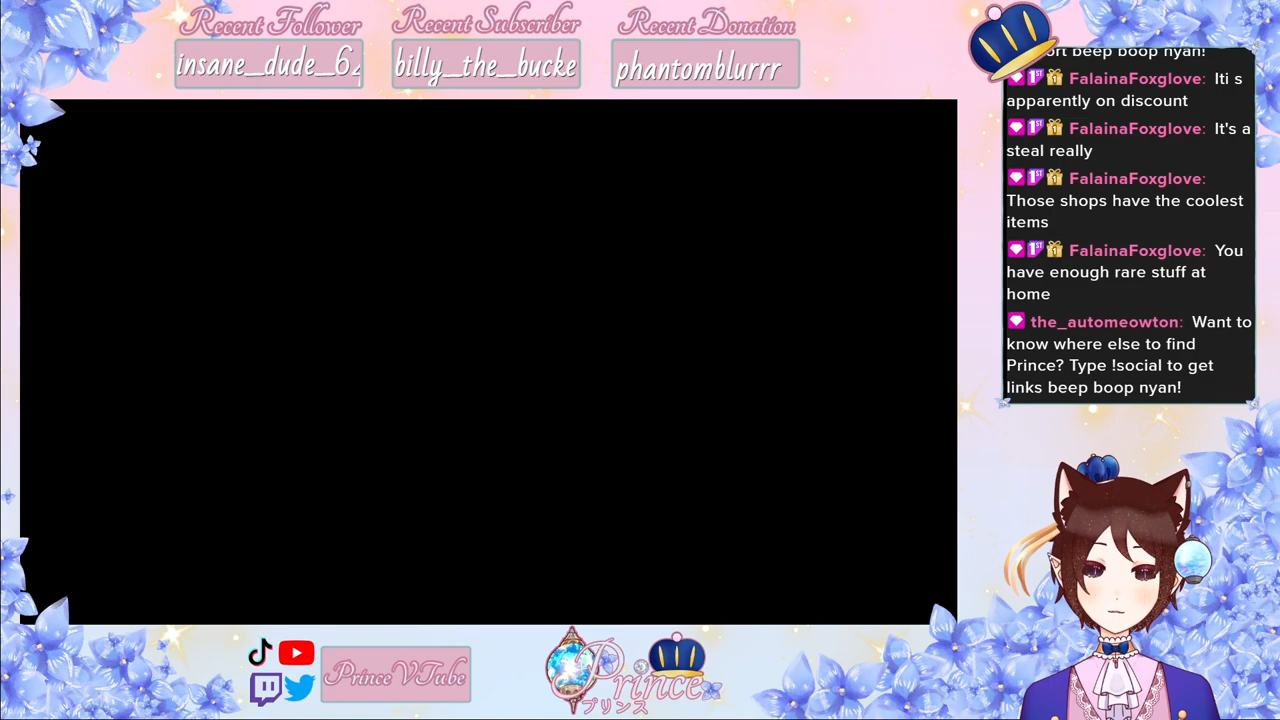 Recent Follower
Recent Subscriber
Recent Donation
insane_dude_6
billy_the_bucke
phantomblurrr
ort beep boop nyan!
FalainaFoxglove: Iti s
apparently on discount
FalainaFoxglove: It's a
steal really
FalainaFoxglove:
Those shops have the coolest
items
FalainaFoxglove: You
have enough rare stuff at
home
the_automeowton: Want to
know where else to find
Prince? Type !social to get
links beep boop nyan!
Prince VTube
Prince
プリンス